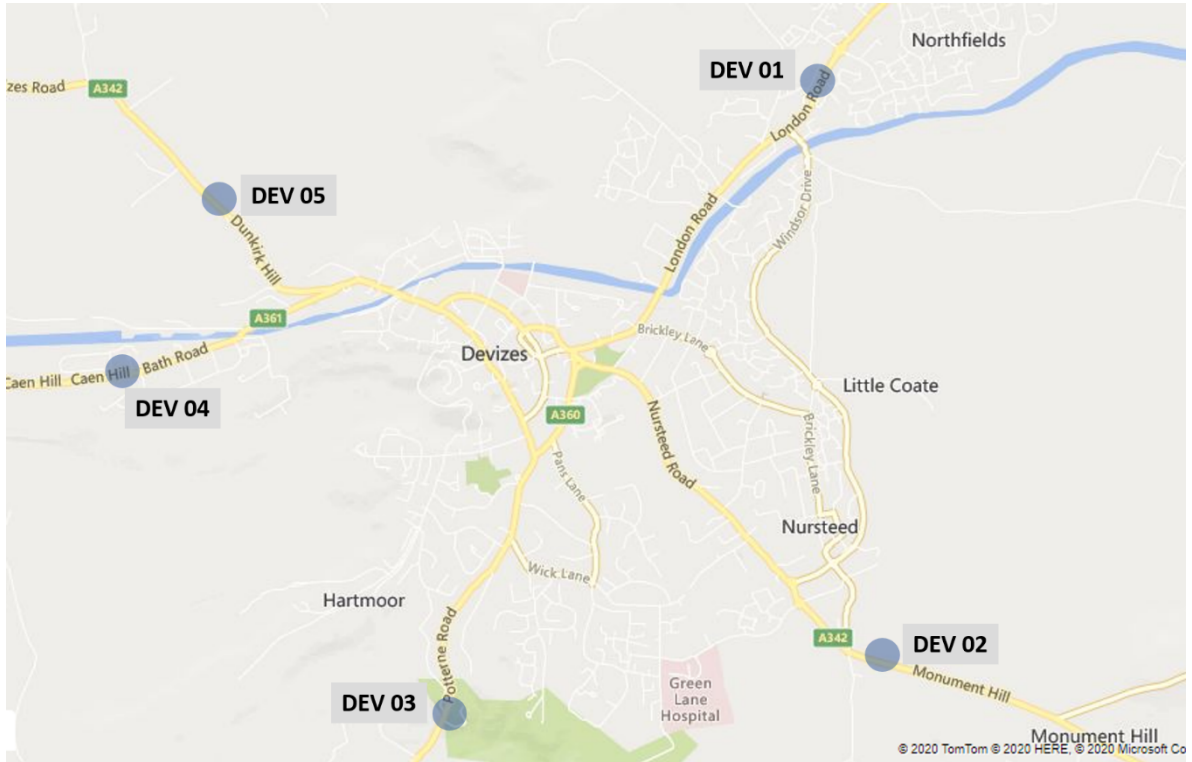 Northfields
DEV 01
zes Road
A342
London Road
DEV 05
Windsor Drive
Dunkirk Hill
London Road
A361
Brickley Lane
Bath Road
Devizes
Caen Hill
Caen Hill
Little Coate
DEV 04
A360
Nursteed Road
Brickley Lane
Pans Lane
Nursteed
Wick Lane
Hartmoor
A342
DEV 02
Potterne Road
Monument Hill
DEV 03
Green
Lane
Hospital
Monument Hill
© 2020 TomTom © 2020 HERE, © 2020 Microsoft Co